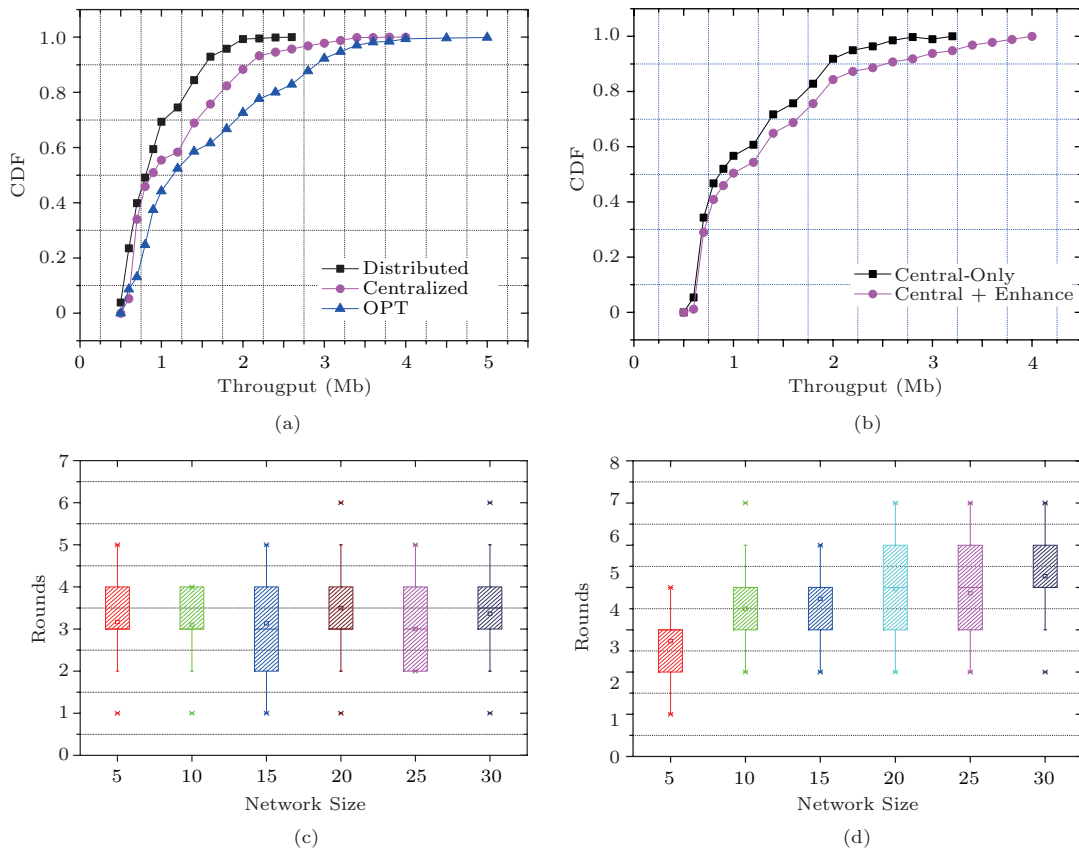 1.0
0.8
0.6
0.4
0.2
0
CDF
Distributed
Centralized
OPT
0 1 2 3 4 5
Througput (Mb)
(a)
1.0
0.8
0.6
0.4
0.2
0
CDF
Central-Only
Central + Enhance
0 1 2 3 4
Througput (Mb)
(b)
7
6
5
4
3
2
1
0
Rounds
5 10 15 20 25 30
Network Size
(c)
8
7
6
5
4
3
2
1
0
Rounds
5 10 15 20 25 30
Network Size
(d)